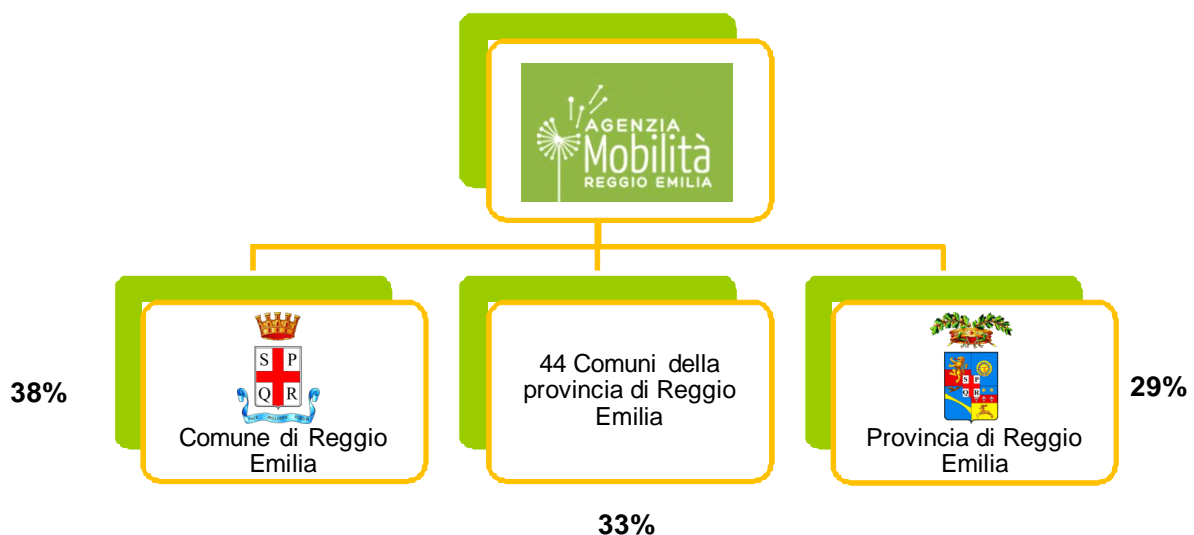 AGENZIA
Mobilità
REGGIO EMILIA
S P
Q R
Comune di Reggio
Emilia
38%
44 Comuni della
provincia di Reggio
Emilia
33%
S P
Q R
Provincia di Reggio
Emilia
29%